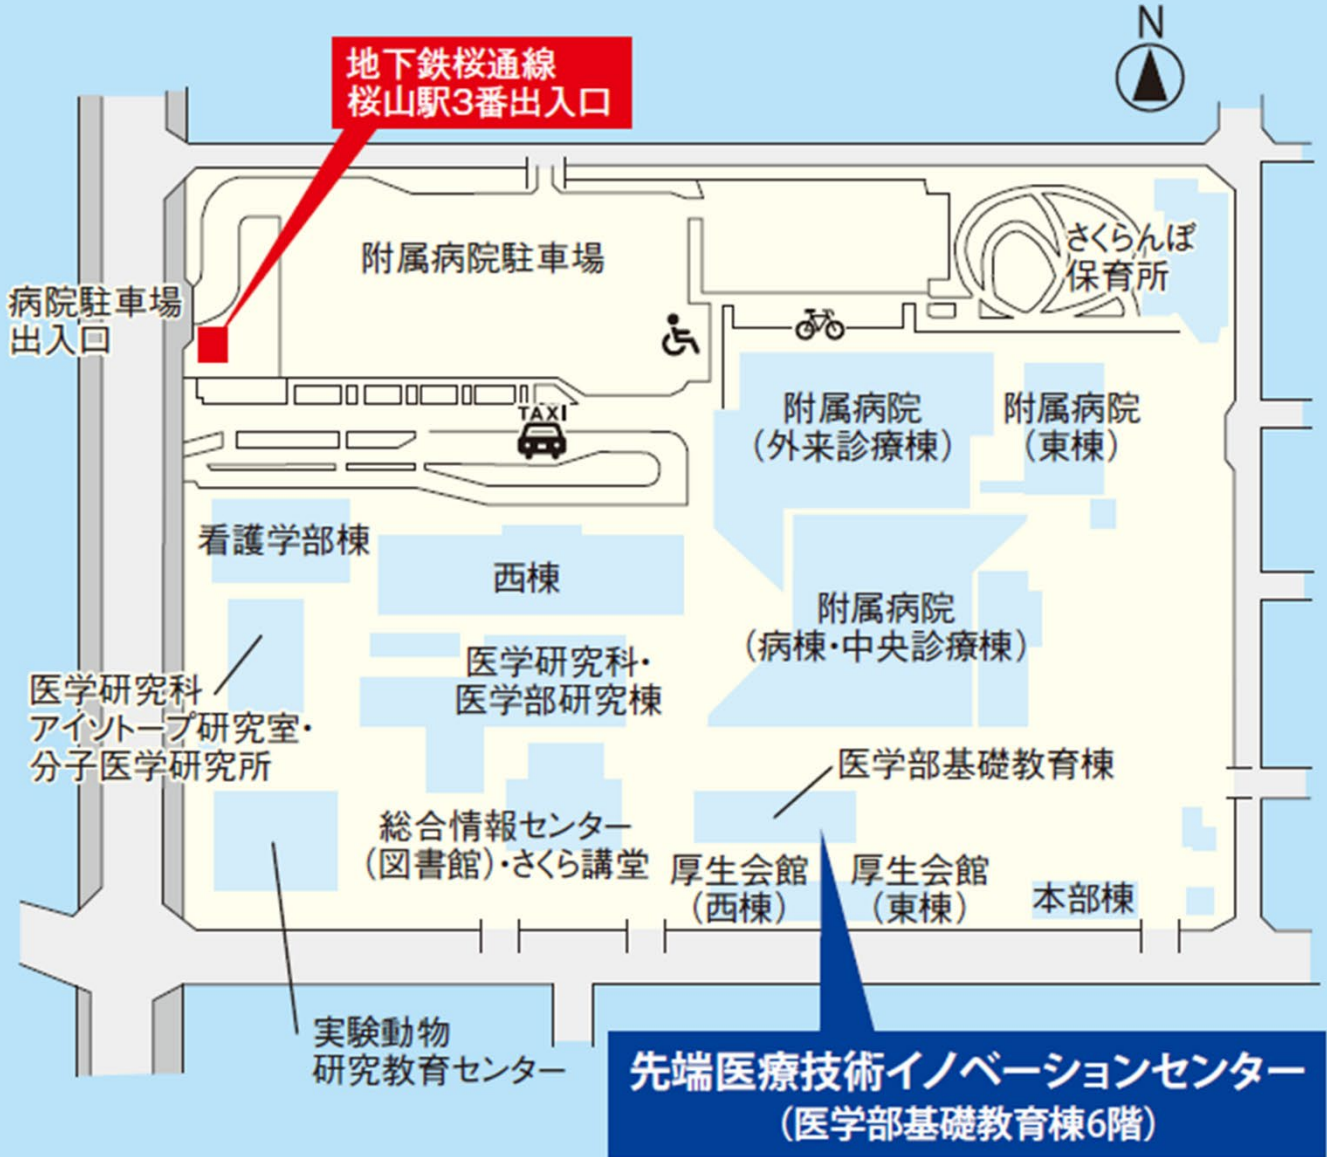 N
地下鉄桜通線
桜山駅3番出入口
附属病院駐車場
さくらんぼ
保育所
病院駐車場
出入口
TAXI
附属病院
（外来診療棟）
附属病院
（東棟）
看護学部棟
西棟
附属病院
（病棟・中央診療棟）
医学研究科・
医学部研究棟
医学研究科
アイソトープ研究室・
分子医学研究所
医学部基礎教育棟
総合情報センター
（図書館）・さくら講堂
厚生会館
（西棟）
厚生会館
（東棟）
本部棟
実験動物
研究教育センター
先端医療技術イノベーションセンター
（医学部基礎教育棟6階）